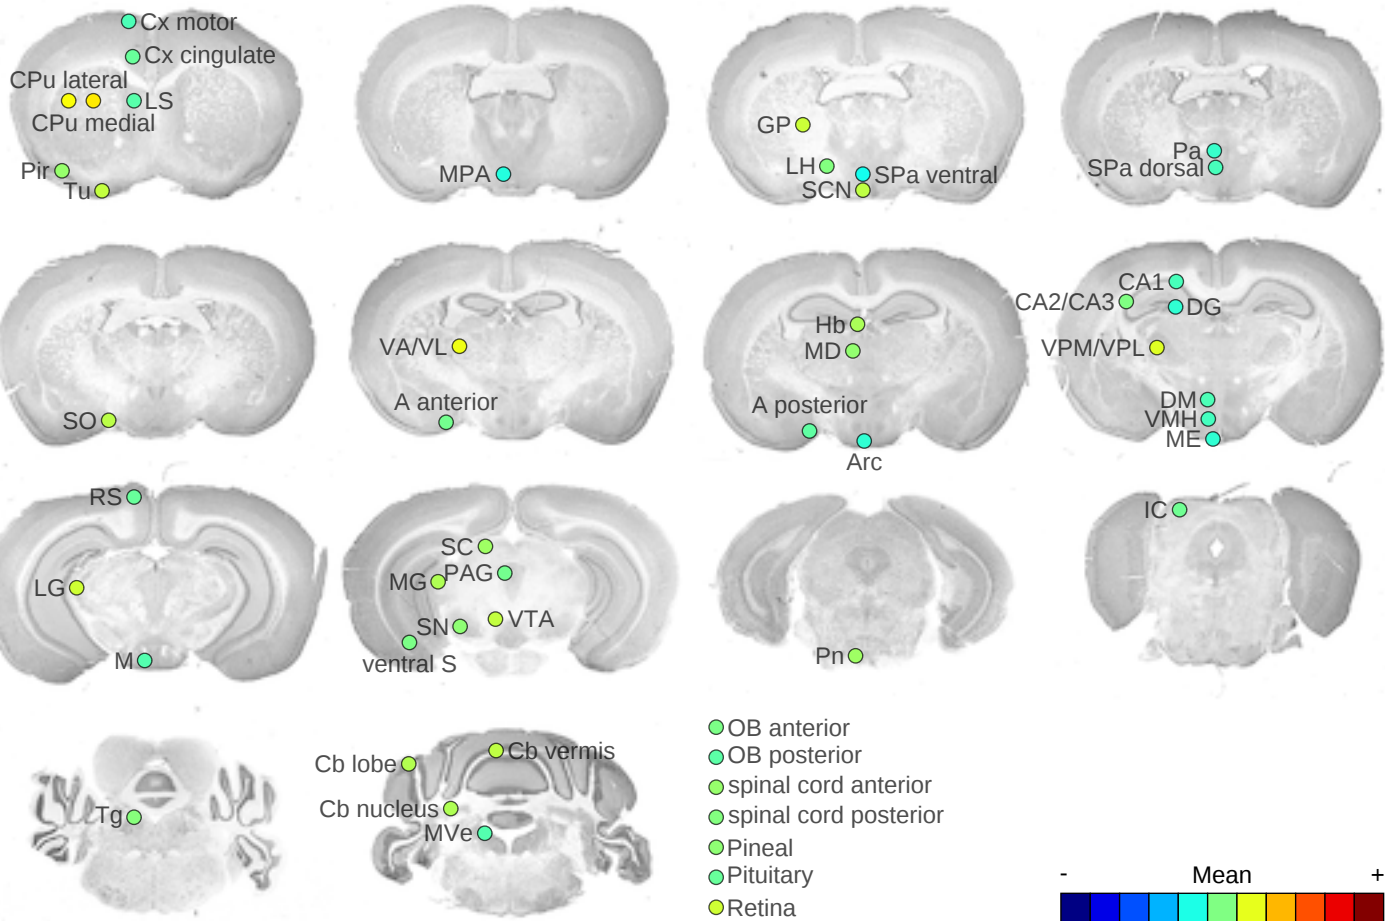 Cx motor
Cx cingulate
CPu lateral
LS
CPu medial
Pir
Tu
MPA
GP
LH
SPa ventral
SCN
Pa
SPa dorsal
SO
VA/VL
A anterior
Hb
MD
A posterior
Arc
CA1
CA2/CA3
DG
VPM/VPL
DM
VMH
ME
RS
LG
M
SC
PAG
MG
VTA
SN
ventral S
Pn
IC
Tg
Cb vermis
Cb lobe
Cb nucleus
MVe
OB anterior
OB posterior
spinal cord anterior
spinal cord posterior
Pineal
Pituitary
Retina
- Mean +